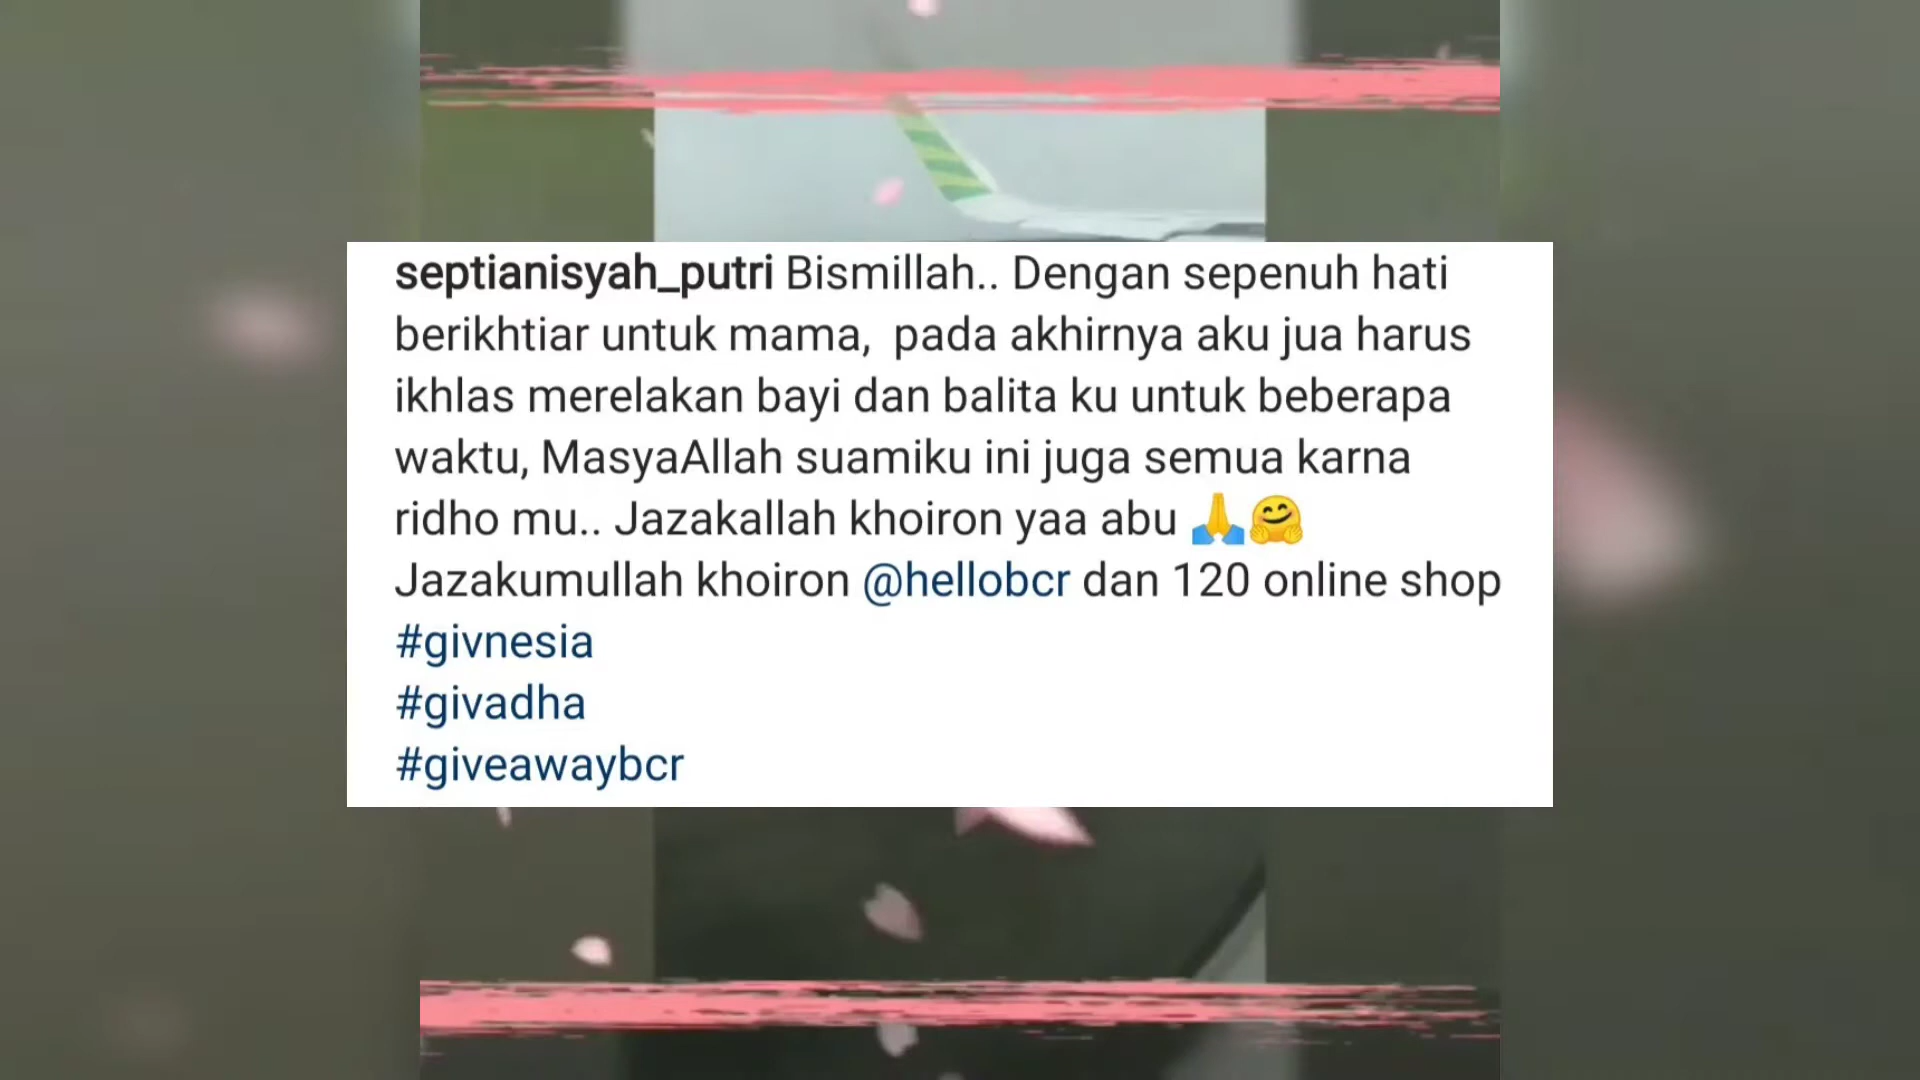 septianisyah_putri Bismillah.. Dengan sepenuh hati
berikhtiar untuk mama, pada akhirnya aku jua harus
ikhlas merelakan bayi dan balita ku untuk beberapa
waktu, MasyaAllah suamiku ini juga semua karna
ridho mu.. Jazakallah khoiron yaa abu 🙏🤗
Jazakumullah khoiron @hellobcr dan 120 online shop
#givnesia
#givadha
#giveawaybcr